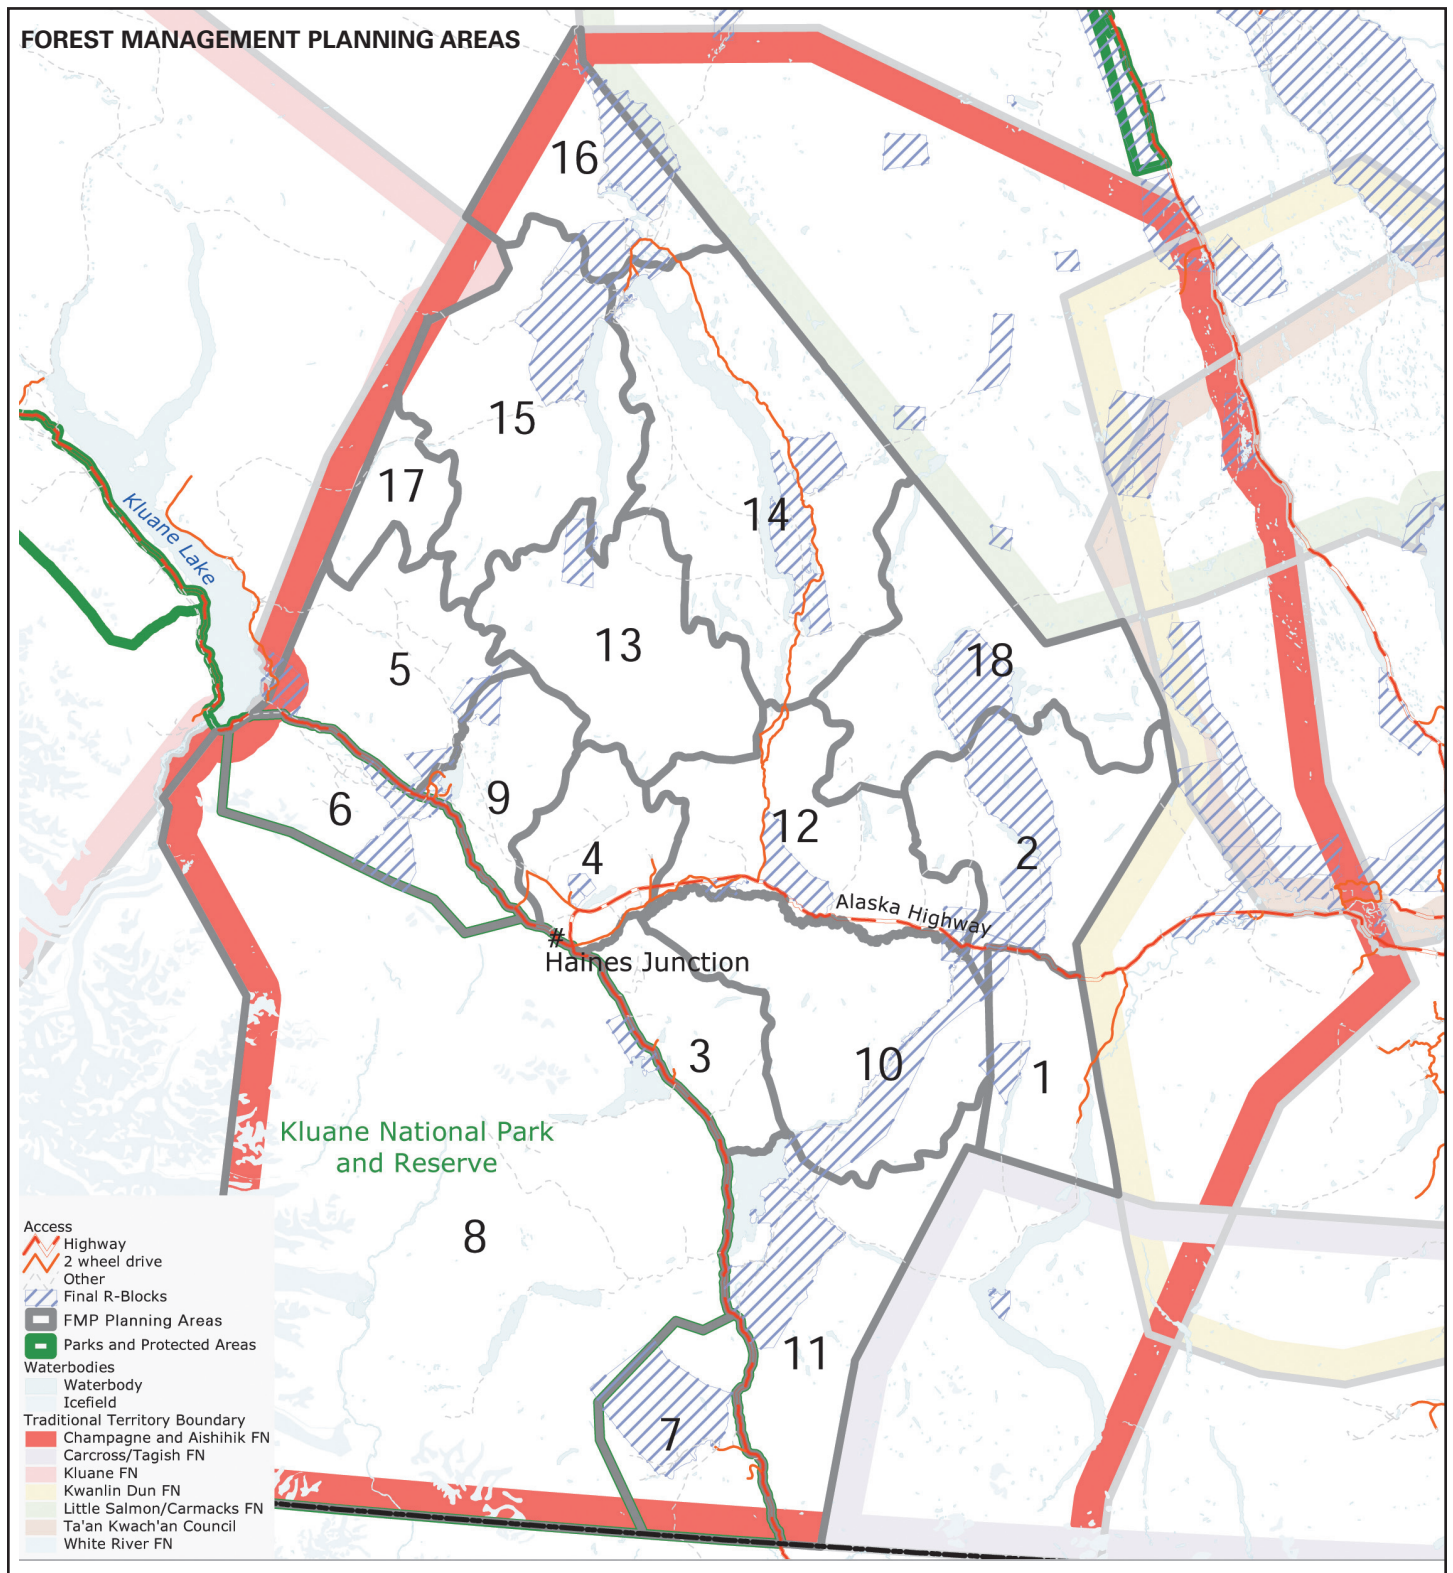 FOREST MANAGEMENT PLANNING AREAS
16
15
17
14
Kluane Lake
13
18
5
6
9
12
4
2
Alaska Highway
#
Haines Junction
3
10
1
Kluane National Park
and Reserve
8
11
7
Access
Highway
2 wheel drive
Other
Final R-Blocks
FMP Planning Areas
Parks and Protected Areas
Waterbodies
Waterbody
Icefield
Traditional Territory Boundary
Champagne and Aishihik FN
Carcross/Tagish FN
Kluane FN
Kwanlin Dun FN
Little Salmon/Carmacks FN
Ta'an Kwach'an Council
White River FN